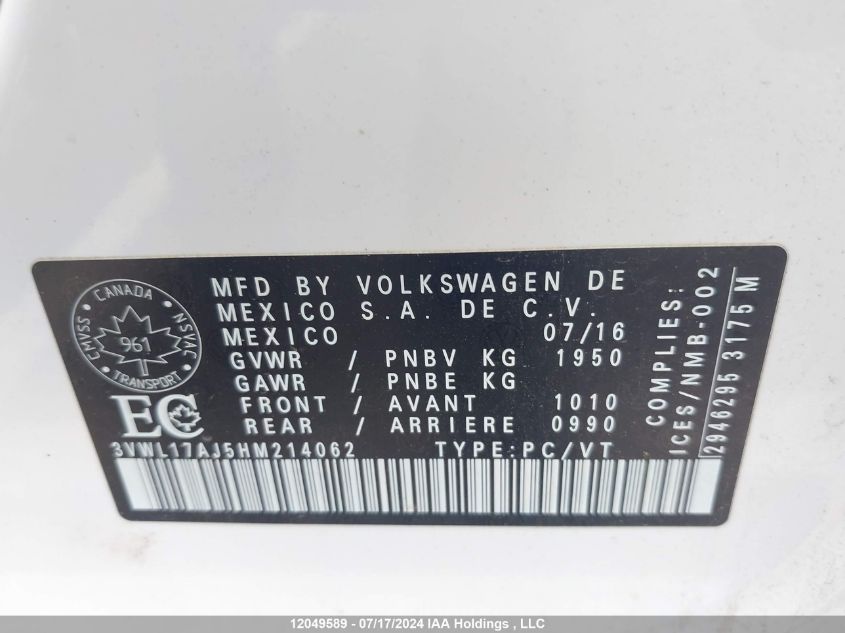 CANADA
CMVSS NSVAC
961
TRANSPORT
EC
MFD BY VOLKSWAGEN DE
MEXICO S.A. DE C.V.
MEXICO 07/16
GVWR / PNBV KG 1950
GAWR / PNBE KG
FRONT / AVANT 1010
REAR / ARRIERE 0990
3VWL17AJ5HM214062 TYPE:PC/VT
COMPLIES:
ICES/NMB-002
2946295 3175 M
12049589 - 07/17/2024 IAA Holdings , LLC